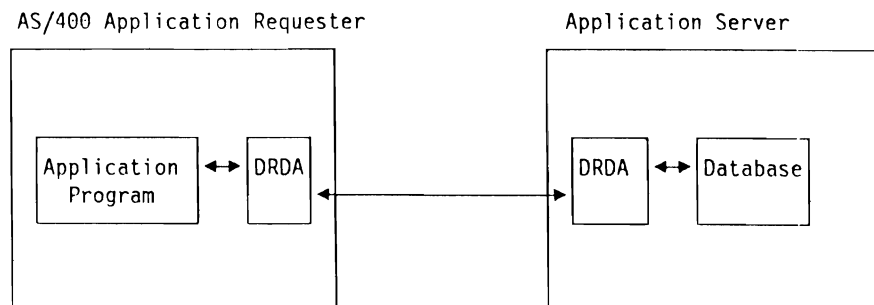 AS/400 Application Requester
Application Server
Application
Program
DRDA
DRDA
Database